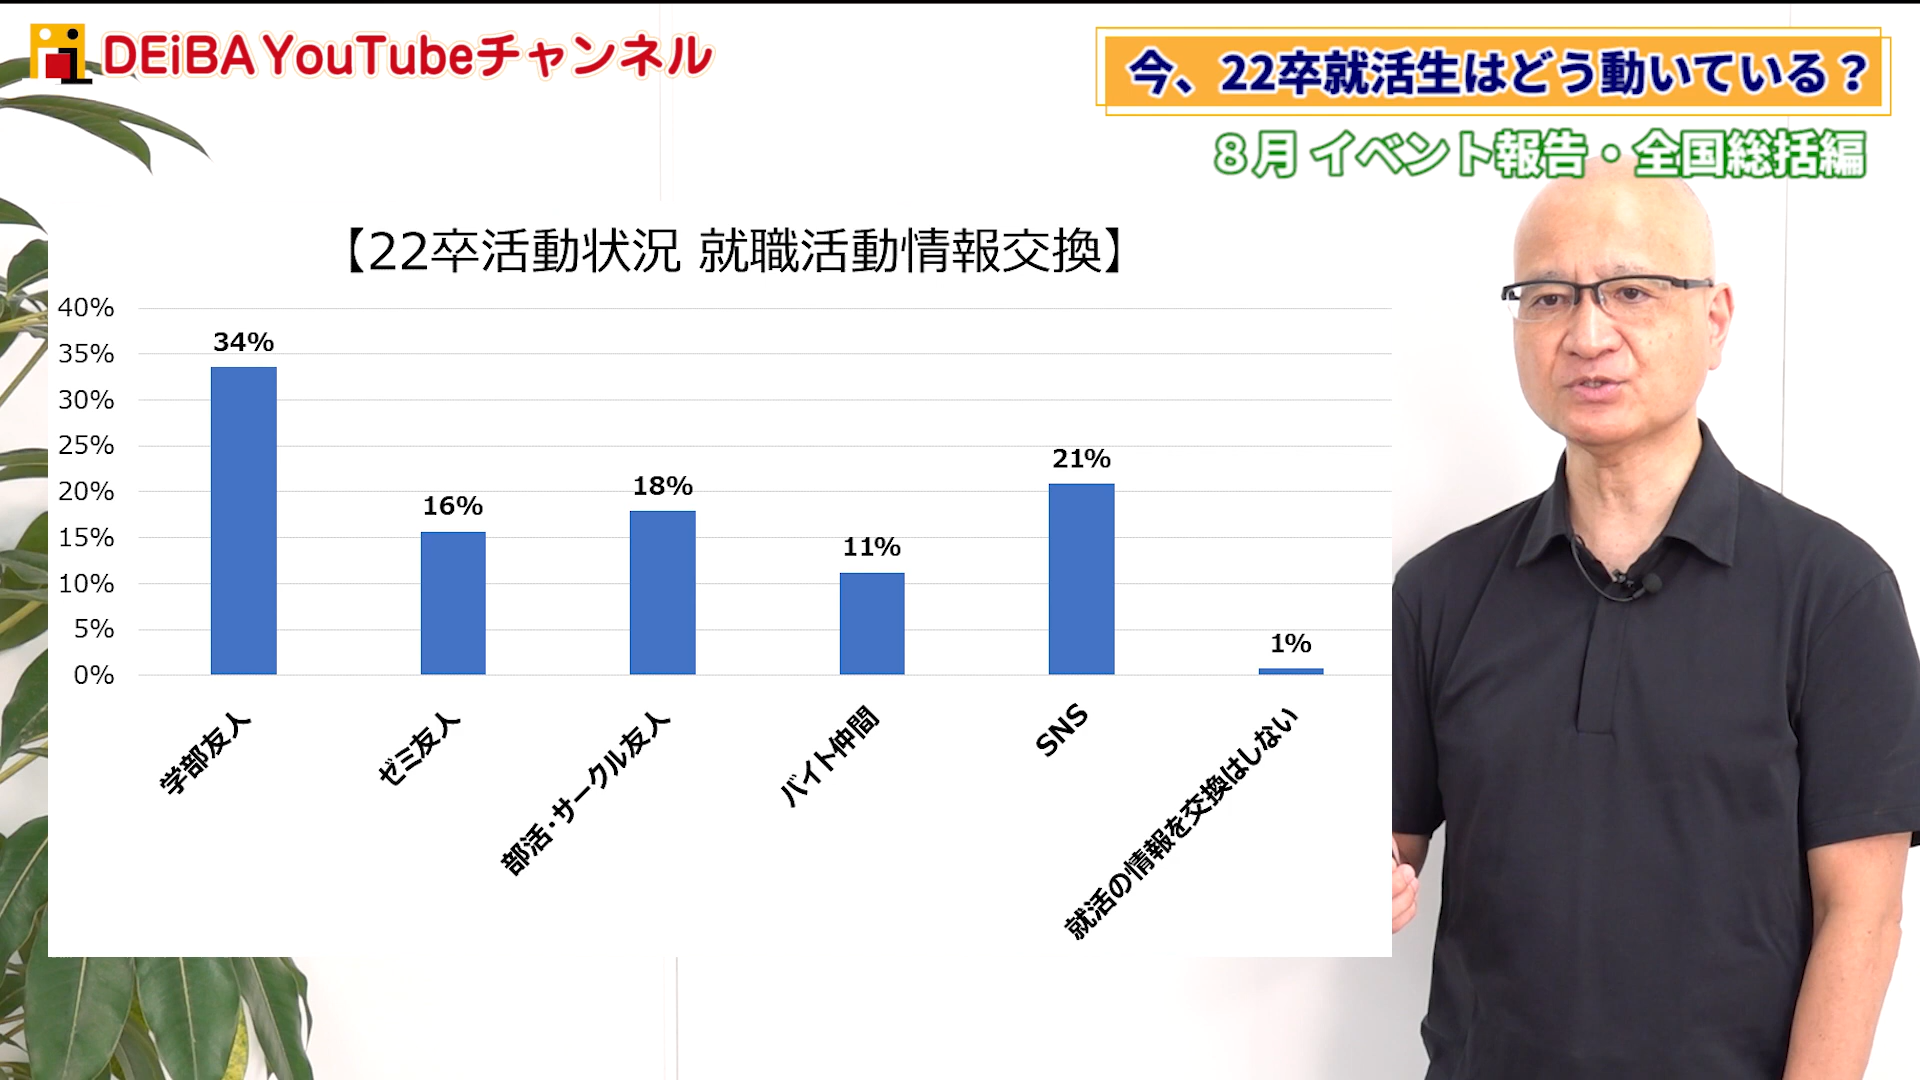 DEiBA YouTubeチャンネル
今、22卒就活生はどう動いている？
８月 イベント報告・全国総括編
【22卒活動状況 就職活動情報交換】
40%
35%
30%
25%
20%
15%
10%
5%
0%
34%
16%
18%
11%
21%
1%
学部友人
ゼミ友人
部活･サークル友人
バイト仲間
SNS
就活の情報を交換はしない